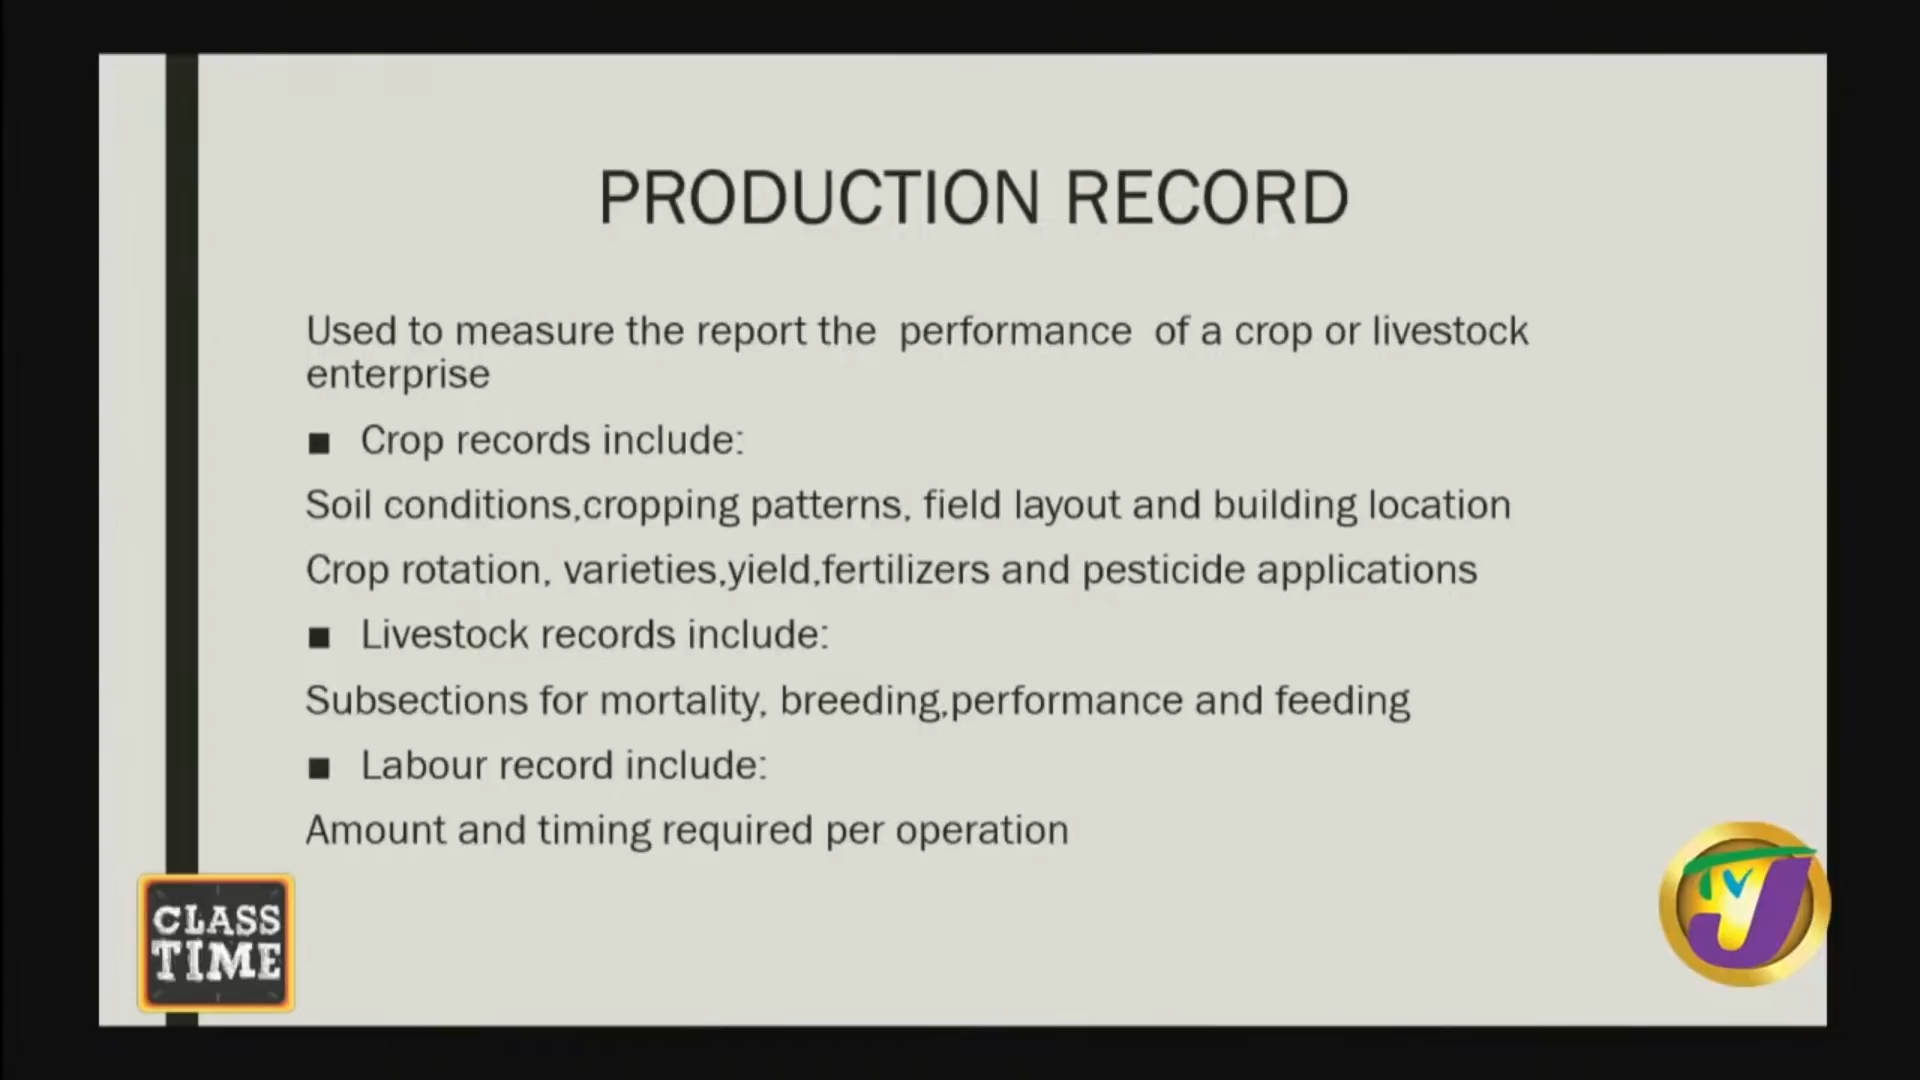 PRODUCTION RECORD
Used to measure the report the performance of a crop or livestock
enterprise
■ Crop records include:
Soil conditions,cropping patterns, field layout and building location
Crop rotation, varieties,yield,fertilizers and pesticide applications
■ Livestock records include:
Subsections for mortality, breeding,performance and feeding
■ Labour record include:
Amount and timing required per operation
CLASS
TIME
TVJ